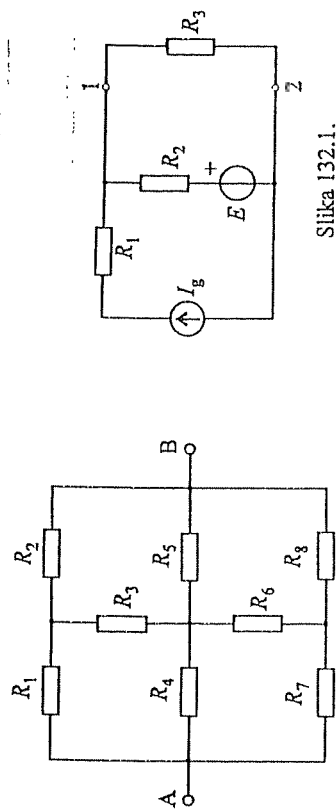 A
B
R1
R2
R3
R4
R5
R6
R7
R8
R1
R2
R3
Ig
E
+
1
2
Slika 132.1.